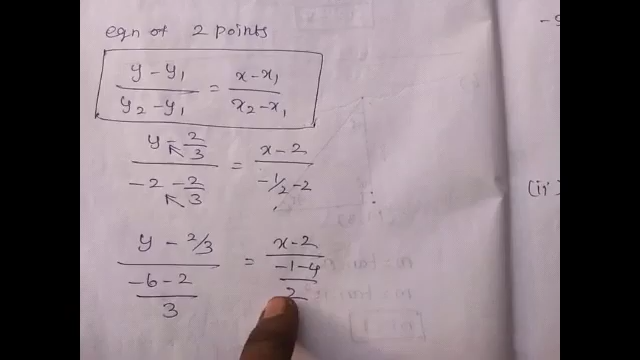 eqn of 2 points
y - y₁ / y₂ - y₁ = x - x₁ / x₂ - x₁
y - 2/3 / -2 - 2/3 = x - 2 / -1/2 - 2
y - 2/3 / (-6 - 2 / 3) = x - 2 / (-1 - 4 / 2)
(ii)